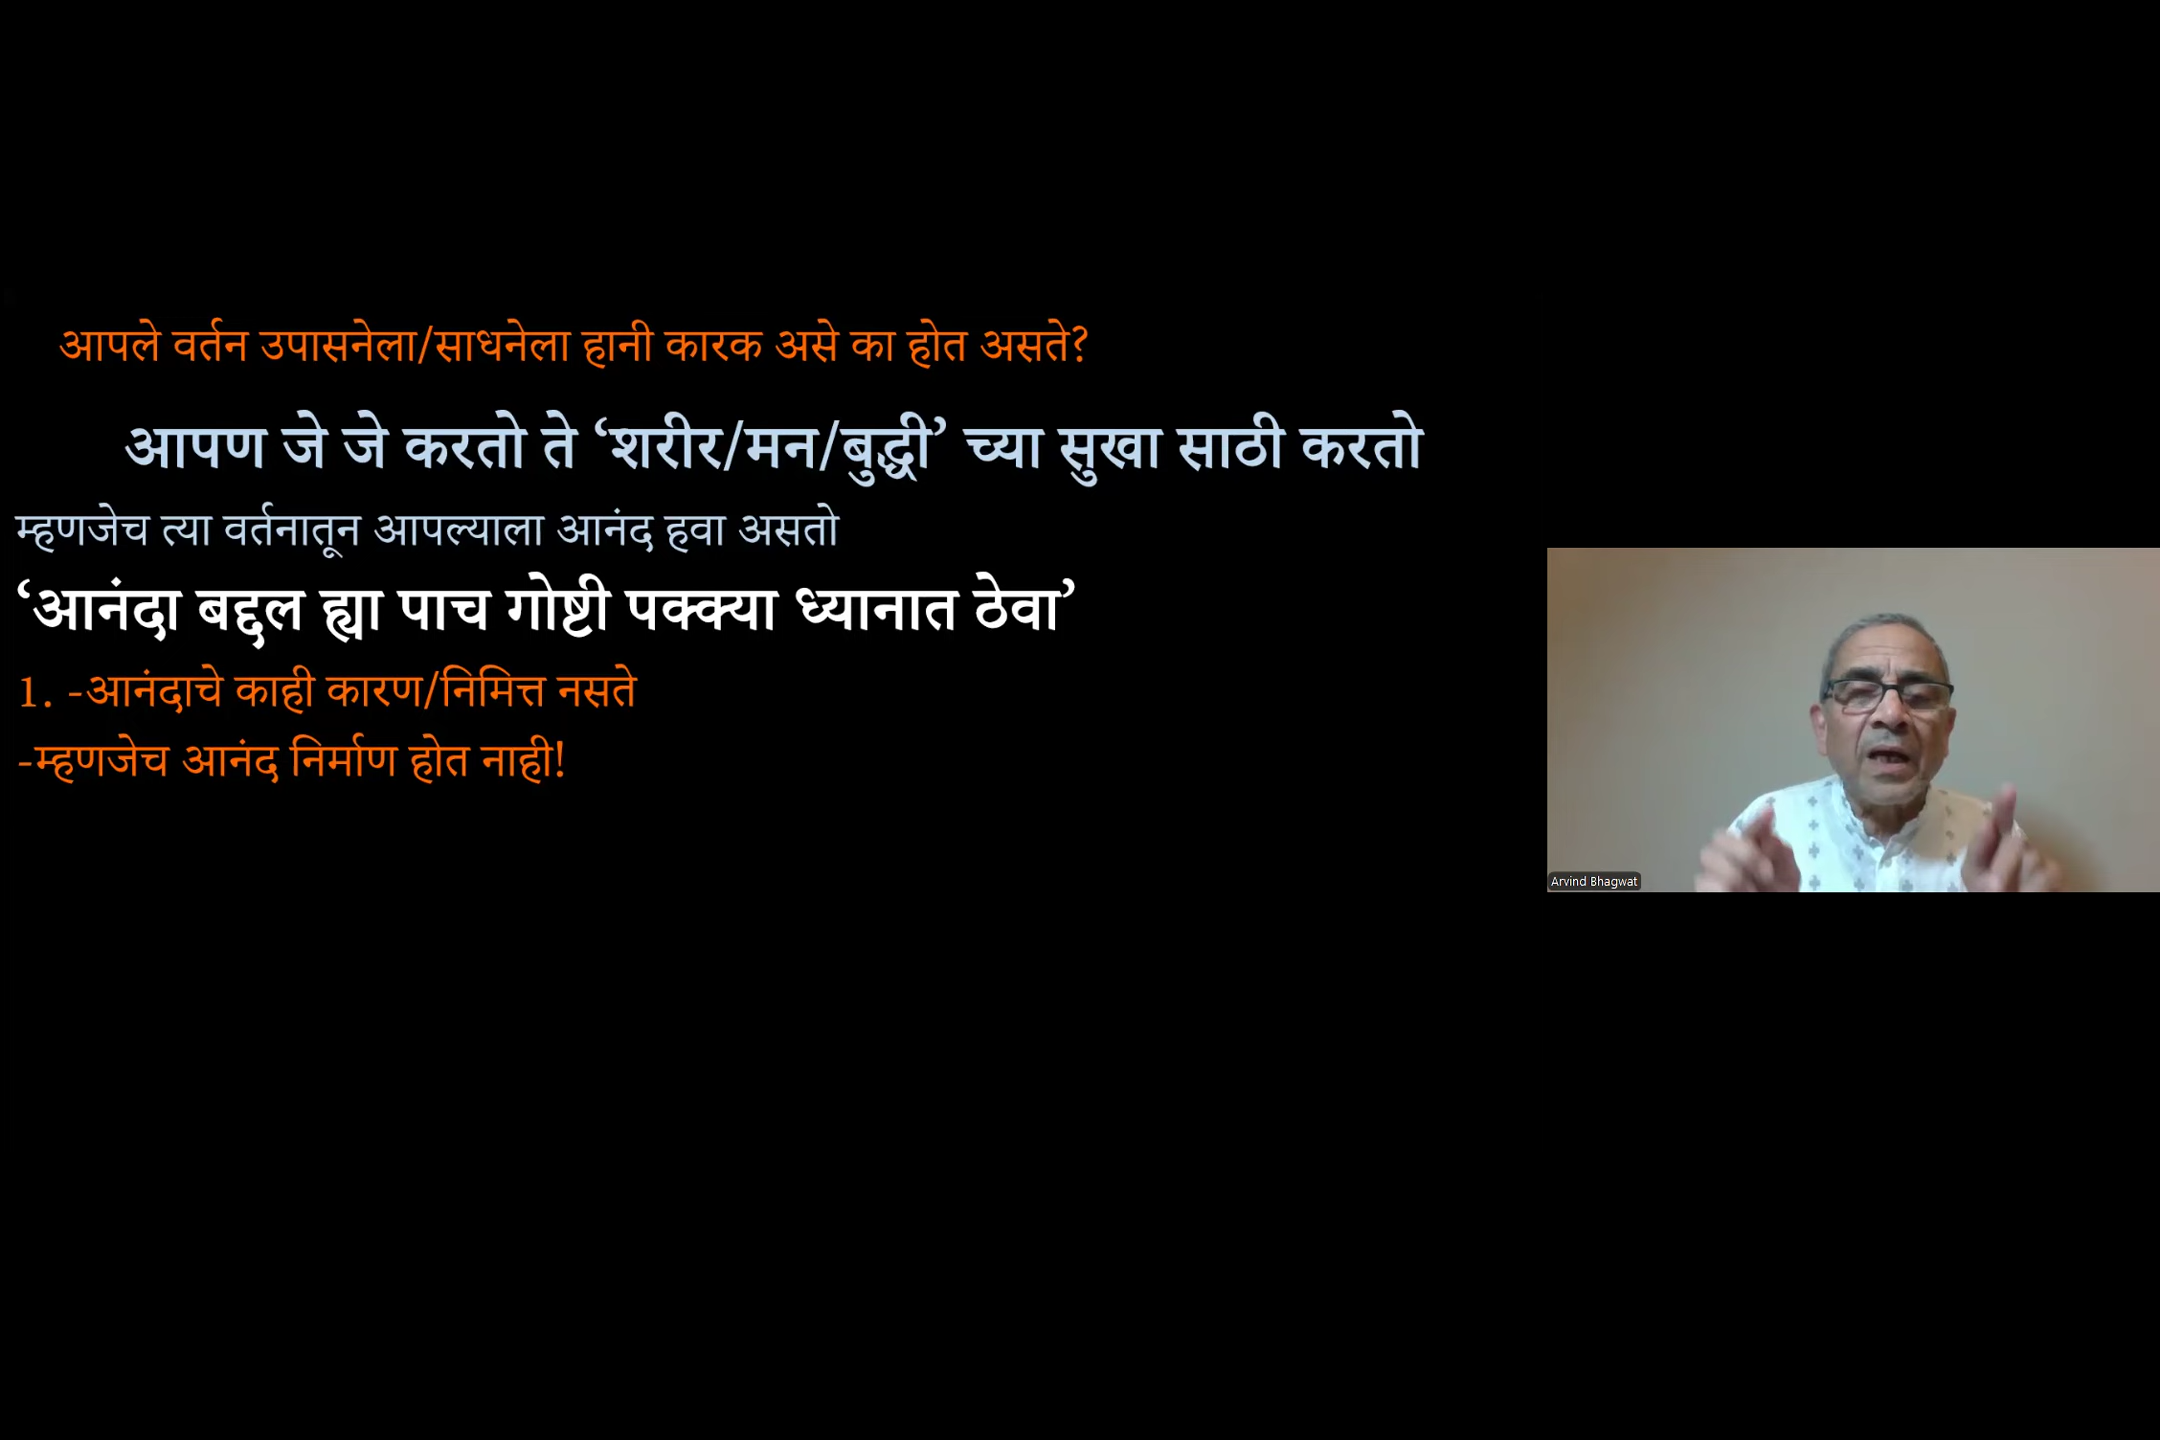 आपले वर्तन उपासनेला/साधनेला हानी कारक असे का होत असते?
आपण जे जे करतो ते ‘शरीर/मन/बुद्धी’ च्या सुखा साठी करतो
म्हणजेच त्या वर्तनातून आपल्याला आनंद हवा असतो
‘आनंदा बद्दल ह्या पाच गोष्टी पक्क्या ध्यानात ठेवा’
1. -आनंदाचे काही कारण/निमित्त नसते
-म्हणजेच आनंद निर्माण होत नाही!
Arvind Bhagwat